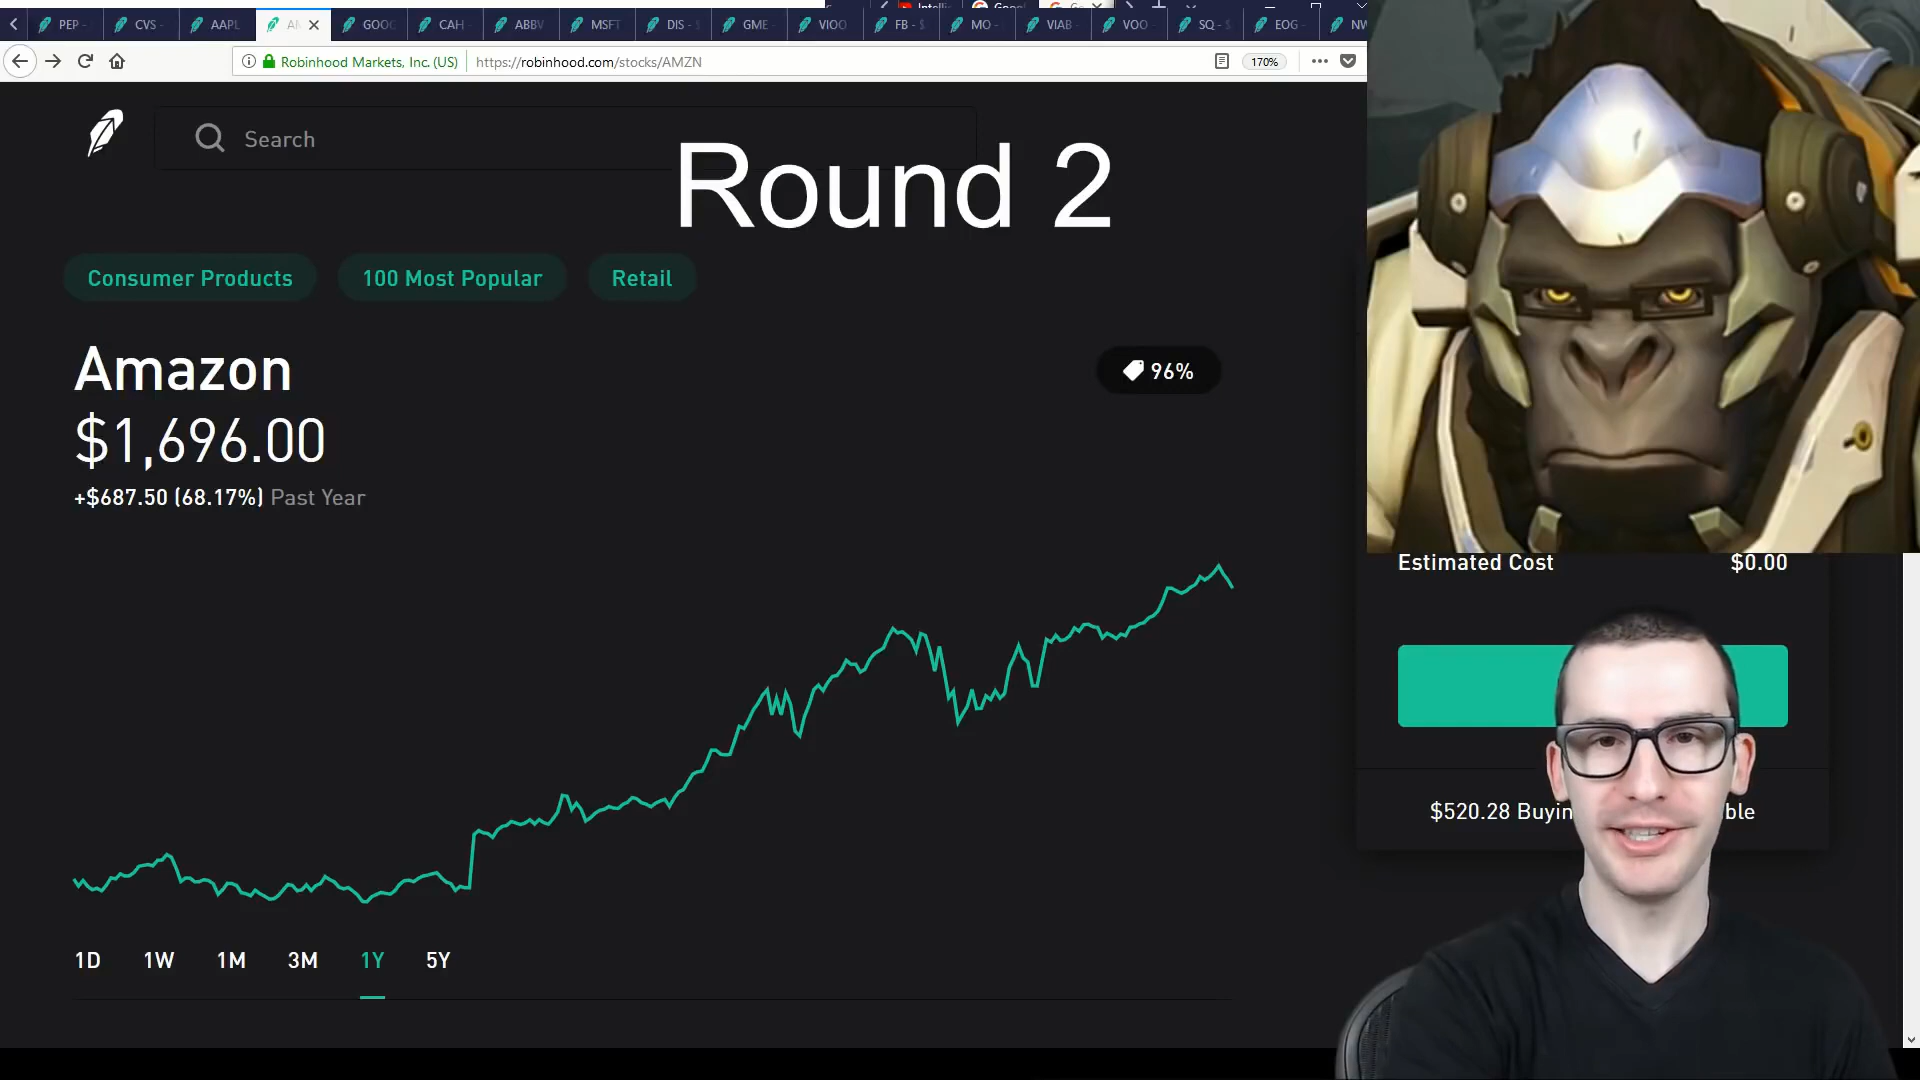 PEP - CVS - AAPL GOOG CAH - ABBV MSFT DIS - $ GME VIOO FB - $ MO - VIAB VOO SQ - $ EOG NW
Robinhood Markets, Inc. (US) https://robinhood.com/stocks/AMZN 170%
Search
Round 2
Consumer Products 100 Most Popular Retail
Amazon
96%
$1,696.00
+$687.50 (68.17%) Past Year
Estimated Cost $0.00
$520.28 Buyin ble
1D 1W 1M 3M 1Y 5Y